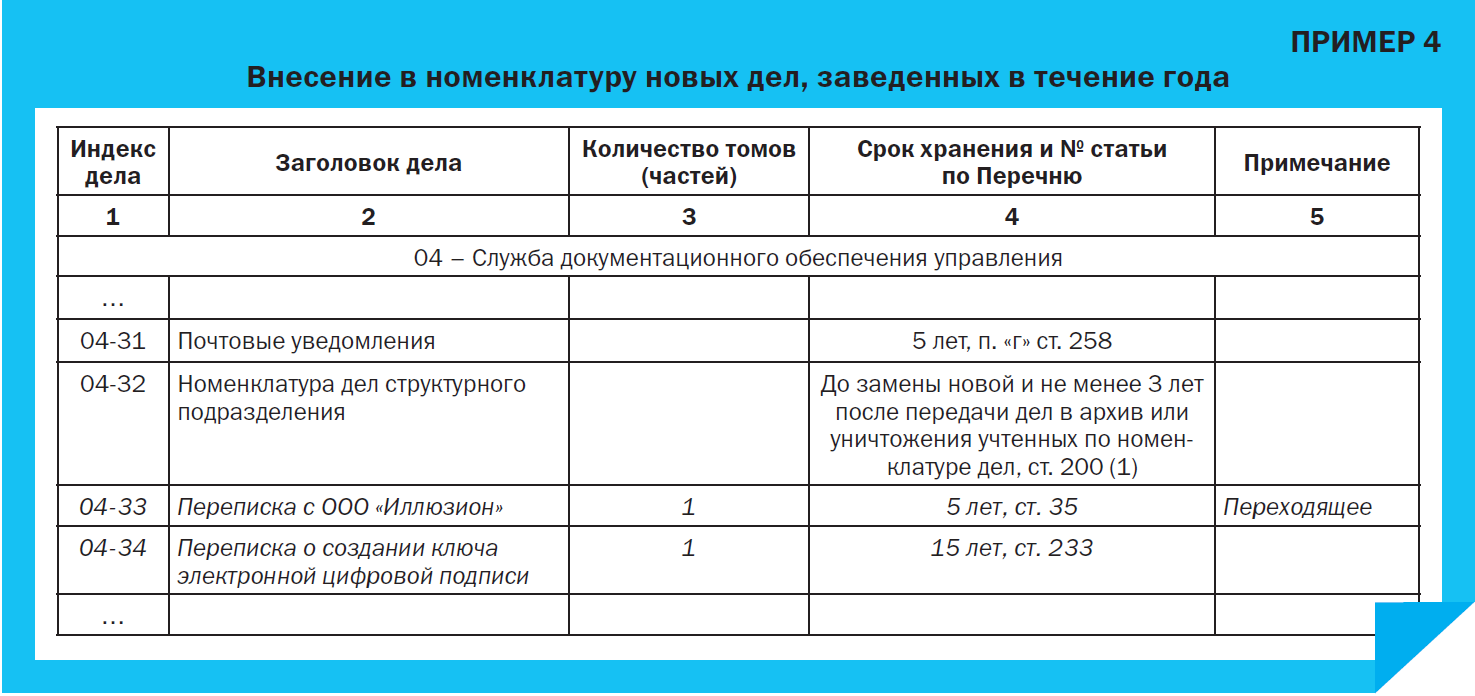 ПРИМЕР 4
Внесение в номенклатуру новых дел, заведенных в течение года
Индекс дела
Заголовок дела
Количество томов (частей)
Срок хранения и № статьи по Перечню
Примечание
1
2
3
4
5
04 – Служба документационного обеспечения управления
...
04-31
Почтовые уведомления
5 лет, п. «г» ст. 258
04-32
Номенклатура дел структурного
подразделения
До замены новой и не менее 3 лет
после передачи дел в архив или
уничтожения учтенных по номен-
клатуре дел, ст. 200 (1)
04-33
Переписка с ООО «Иллюзион»
1
5 лет, ст. 35
Переходящее
04-34
Переписка о создании ключа
электронной цифровой подписи
1
15 лет, ст. 233
...